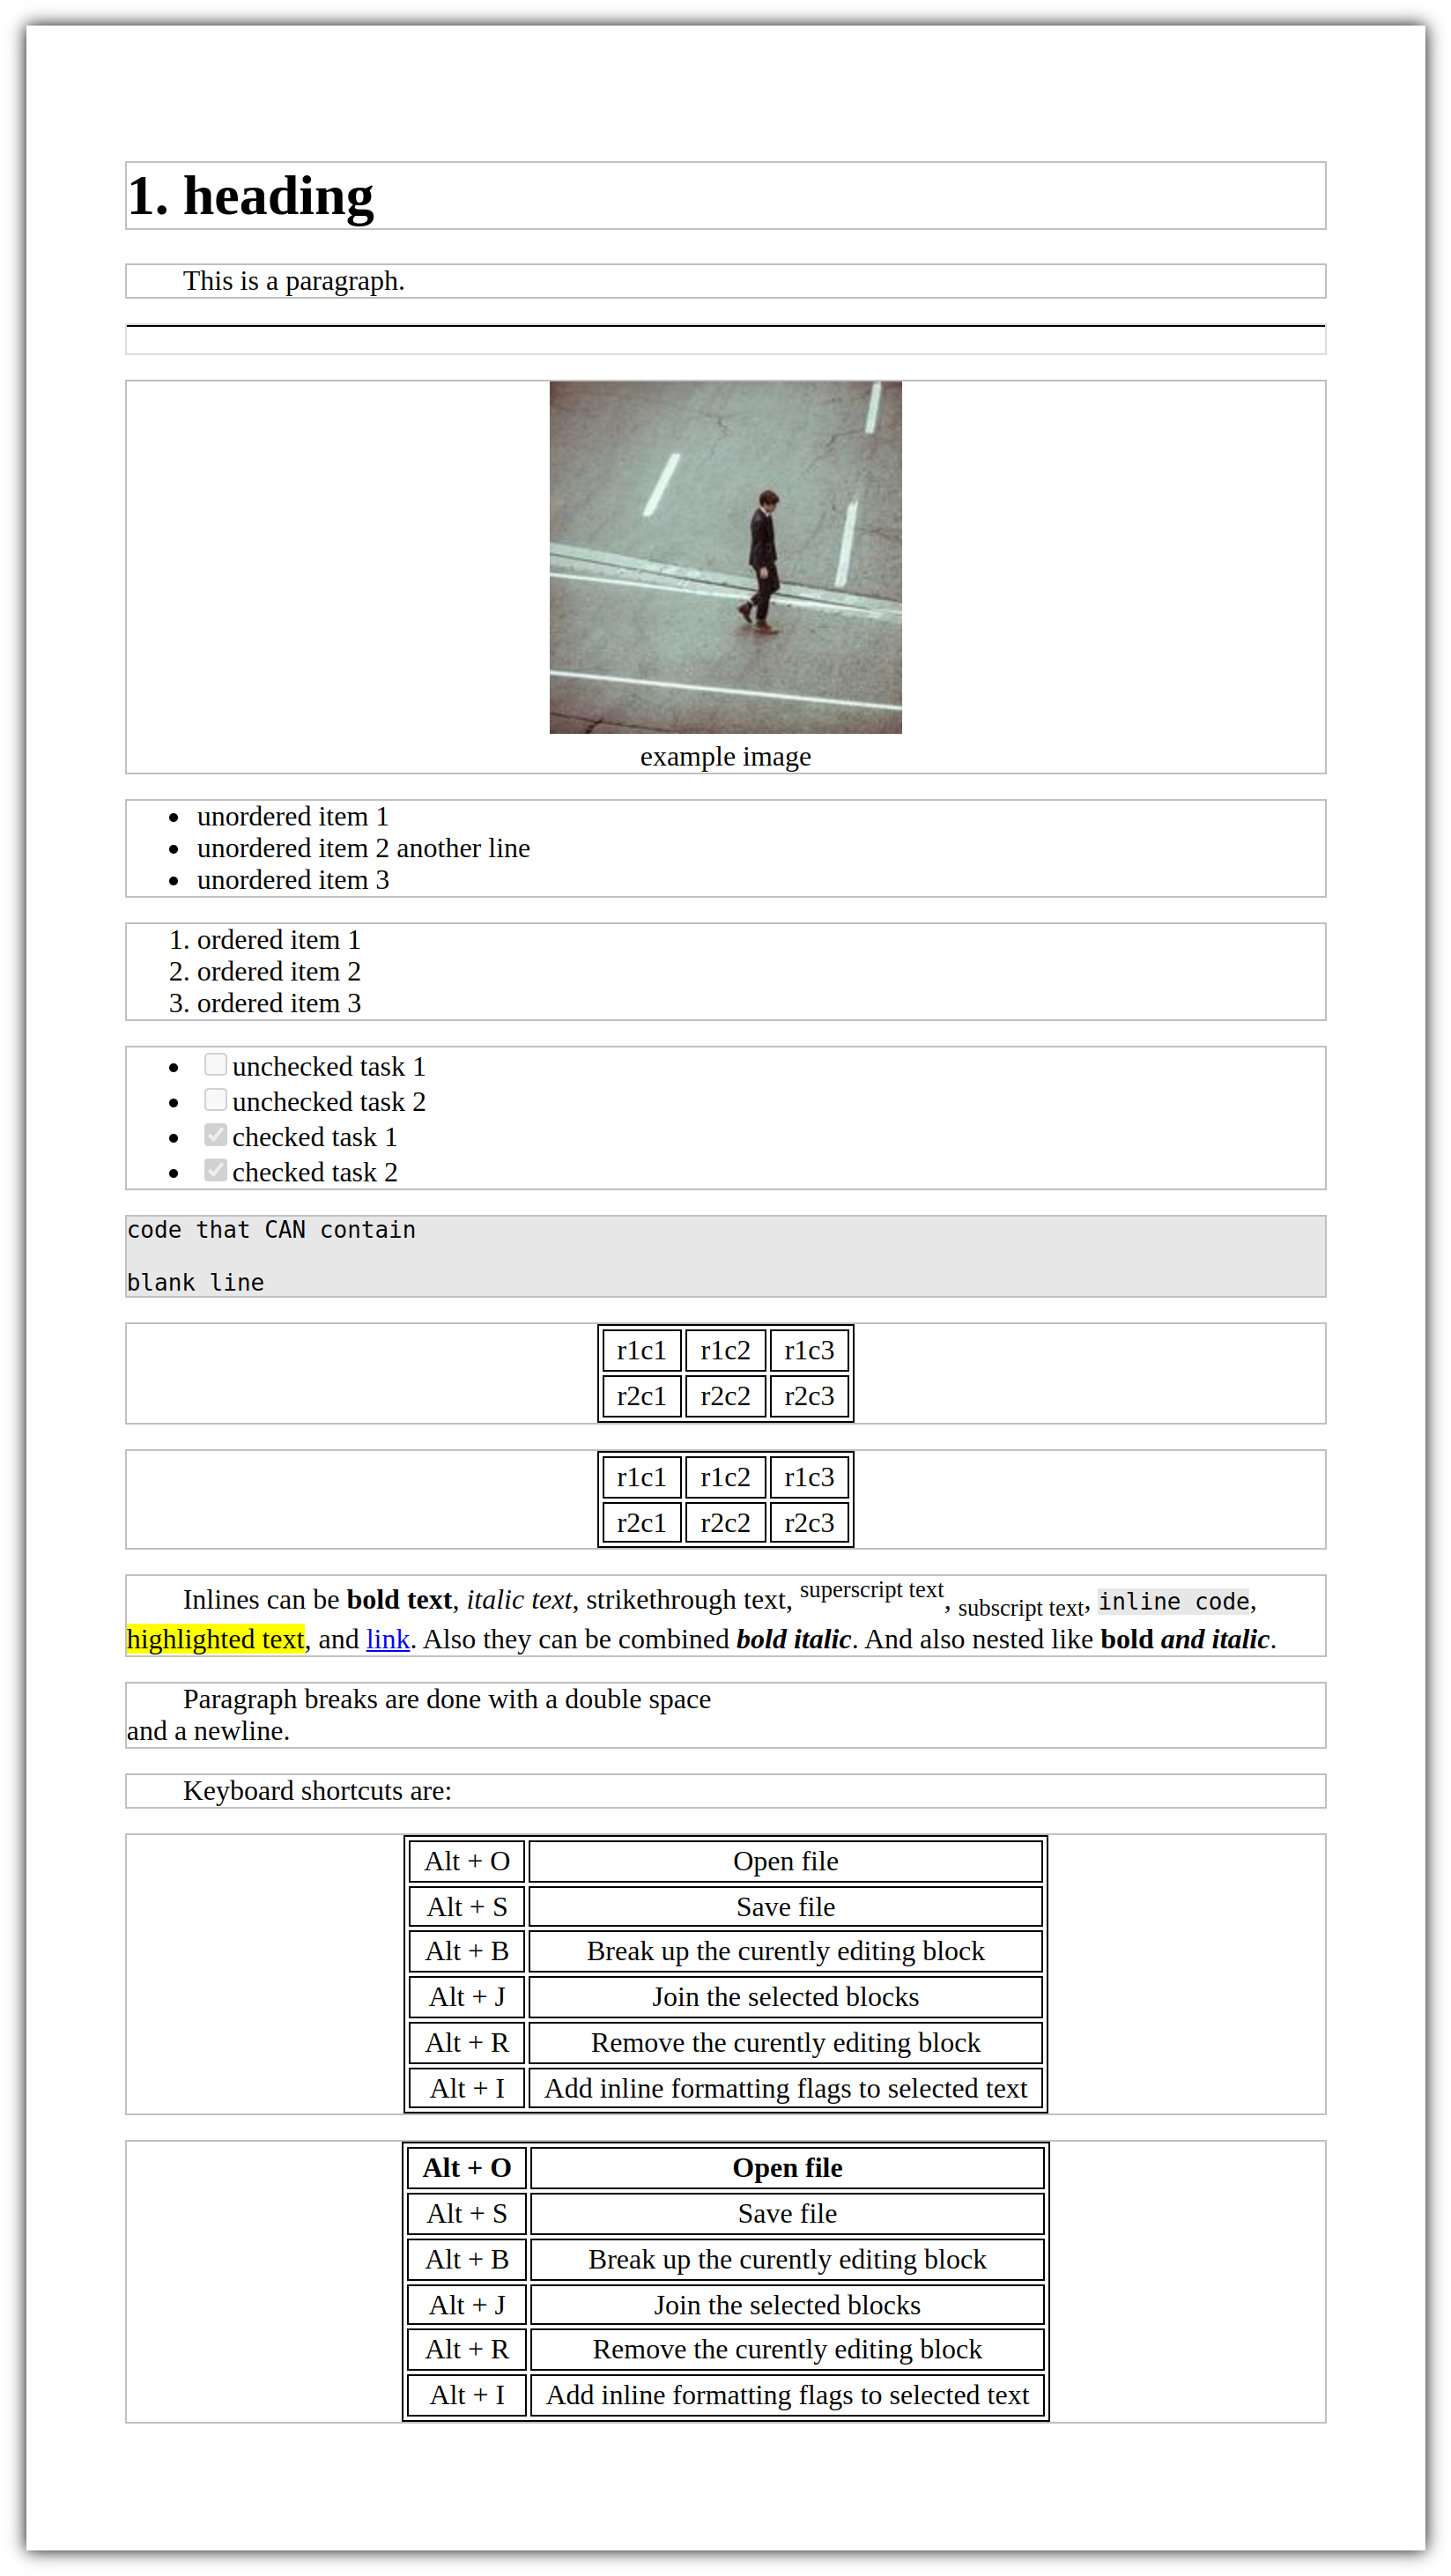 1. heading
This is a paragraph.
example image
unordered item 1
unordered item 2 another line
unordered item 3
1. ordered item 1
2. ordered item 2
3. ordered item 3
unchecked task 1
unchecked task 2
checked task 1
checked task 2
code that CAN contain
blank line
r1c1 r1c2 r1c3
r2c1 r2c2 r2c3
r1c1 r1c2 r1c3
r2c1 r2c2 r2c3
Inlines can be bold text, italic text, strikethrough text, superscript text, subscript text, inline code,
highlighted text, and link. Also they can be combined bold italic. And also nested like bold and italic.
Paragraph breaks are done with a double space
and a newline.
Keyboard shortcuts are:
Alt + O Open file
Alt + S Save file
Alt + B Break up the curently editing block
Alt + J Join the selected blocks
Alt + R Remove the curently editing block
Alt + I Add inline formatting flags to selected text
Alt + O Open file
Alt + S Save file
Alt + B Break up the curently editing block
Alt + J Join the selected blocks
Alt + R Remove the curently editing block
Alt + I Add inline formatting flags to selected text